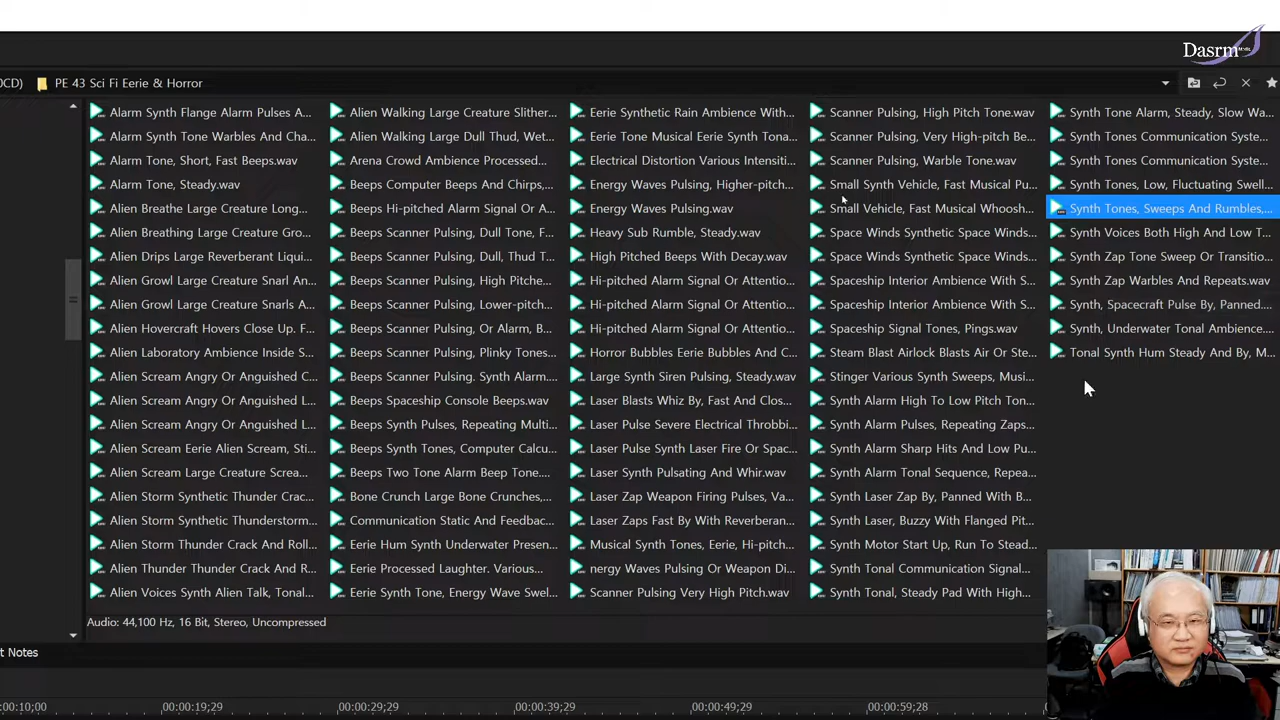 Dasrm Media
0CD) PE 43 Sci Fi Eerie & Horror
Alarm Synth Flange Alarm Pulses A...
Alarm Synth Tone Warbles And Cha...
Alarm Tone, Short, Fast Beeps.wav
Alarm Tone, Steady.wav
Alien Breathe Large Creature Long...
Alien Breathing Large Creature Gro...
Alien Drips Large Reverberant Liqui...
Alien Growl Large Creature Snarl An...
Alien Growl Large Creature Snarls A...
Alien Hovercraft Hovers Close Up. F...
Alien Laboratory Ambience Inside S...
Alien Scream Angry Or Anguished C...
Alien Scream Angry Or Anguished L...
Alien Scream Angry Or Anguished L...
Alien Scream Eerie Alien Scream, Sti...
Alien Scream Large Creature Screa...
Alien Storm Synthetic Thunder Crac...
Alien Storm Synthetic Thunderstorm...
Alien Storm Thunder Crack And Roll...
Alien Thunder Thunder Crack And R...
Alien Voices Synth Alien Talk, Tonal...
Alien Walking Large Creature Slither...
Alien Walking Large Dull Thud, Wet...
Arena Crowd Ambience Processed...
Beeps Computer Beeps And Chirps,...
Beeps Hi-pitched Alarm Signal Or A...
Beeps Scanner Pulsing, Dull Tone, F...
Beeps Scanner Pulsing, Dull, Thud T...
Beeps Scanner Pulsing, High Pitche...
Beeps Scanner Pulsing, Lower-pitch...
Beeps Scanner Pulsing, Or Alarm, B...
Beeps Scanner Pulsing, Plinky Tones...
Beeps Scanner Pulsing. Synth Alarm...
Beeps Spaceship Console Beeps.wav
Beeps Synth Pulses, Repeating Multi...
Beeps Synth Tones, Computer Calcu...
Beeps Two Tone Alarm Beep Tone....
Bone Crunch Large Bone Crunches,...
Communication Static And Feedbac...
Eerie Hum Synth Underwater Presen...
Eerie Processed Laughter. Various...
Eerie Synth Tone, Energy Wave Swel...
Eerie Synthetic Rain Ambience With...
Eerie Tone Musical Eerie Synth Tona...
Electrical Distortion Various Intensiti...
Energy Waves Pulsing, Higher-pitch...
Energy Waves Pulsing.wav
Heavy Sub Rumble, Steady.wav
High Pitched Beeps With Decay.wav
Hi-pitched Alarm Signal Or Attentio...
Hi-pitched Alarm Signal Or Attentio...
Hi-pitched Alarm Signal Or Attentio...
Horror Bubbles Eerie Bubbles And C...
Large Synth Siren Pulsing, Steady.wav
Laser Blasts Whiz By, Fast And Clos...
Laser Pulse Severe Electrical Throbbi...
Laser Pulse Synth Laser Fire Or Spac...
Laser Synth Pulsating And Whir.wav
Laser Zap Weapon Firing Pulses, Va...
Laser Zaps Fast By With Reverberan...
Musical Synth Tones, Eerie, Hi-pitch...
nergy Waves Pulsing Or Weapon Di...
Scanner Pulsing Very High Pitch.wav
Scanner Pulsing, High Pitch Tone.wav
Scanner Pulsing, Very High-pitch Be...
Scanner Pulsing, Warble Tone.wav
Small Synth Vehicle, Fast Musical Pu...
Small Vehicle, Fast Musical Whoosh...
Space Winds Synthetic Space Winds...
Space Winds Synthetic Space Winds...
Spaceship Interior Ambience With S...
Spaceship Interior Ambience With S...
Spaceship Signal Tones, Pings.wav
Steam Blast Airlock Blasts Air Or Ste...
Stinger Various Synth Sweeps, Musi...
Synth Alarm High To Low Pitch Ton...
Synth Alarm Pulses, Repeating Zaps...
Synth Alarm Sharp Hits And Low Pu...
Synth Alarm Tonal Sequence, Repea...
Synth Laser Zap By, Panned With B...
Synth Laser, Buzzy With Flanged Pit...
Synth Motor Start Up, Run To Stead...
Synth Tonal Communication Signal...
Synth Tonal, Steady Pad With High...
Synth Tone Alarm, Steady, Slow Wa...
Synth Tones Communication Syste...
Synth Tones Communication Syste...
Synth Tones, Low, Fluctuating Swell...
Synth Tones, Sweeps And Rumbles,...
Synth Voices Both High And Low T...
Synth Zap Tone Sweep Or Transitio...
Synth Zap Warbles And Repeats.wav
Synth, Spacecraft Pulse By, Panned....
Synth, Underwater Tonal Ambience....
Tonal Synth Hum Steady And By, M...
Audio: 44,100 Hz, 16 Bit, Stereo, Uncompressed
t Notes
00:00:10;00 00:00:19;29 00:00:29;29 00:00:39;29 00:00:49;29 00:00:59;28